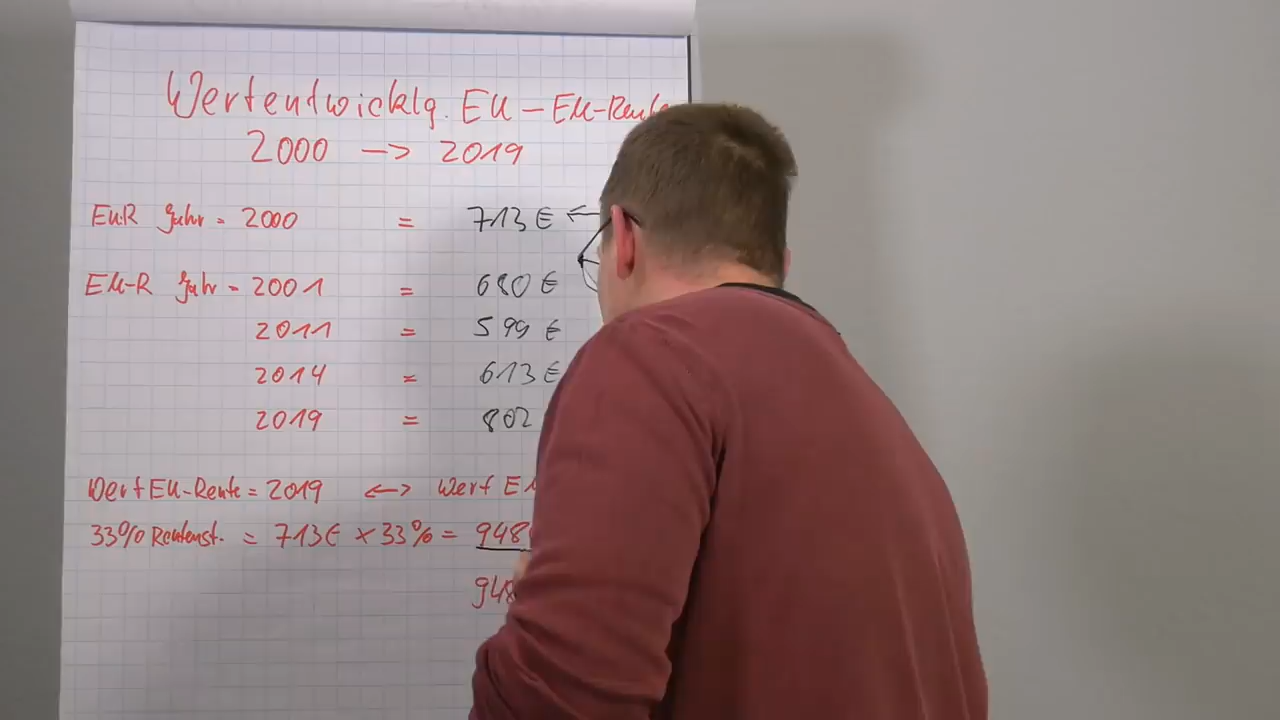 Wertentwicklg. EU – EM-Rente
2000 → 2019
EU.R Jahr = 2000 = 713 € ←
EM-R Jahr = 2001 = 680 €
2011 = 599 €
2014 = 613 €
2019 = 802
Wert EU-Rente = 2019 ↔ Wert EM
33% Rentenst. = 713€ × 33% = 948
948